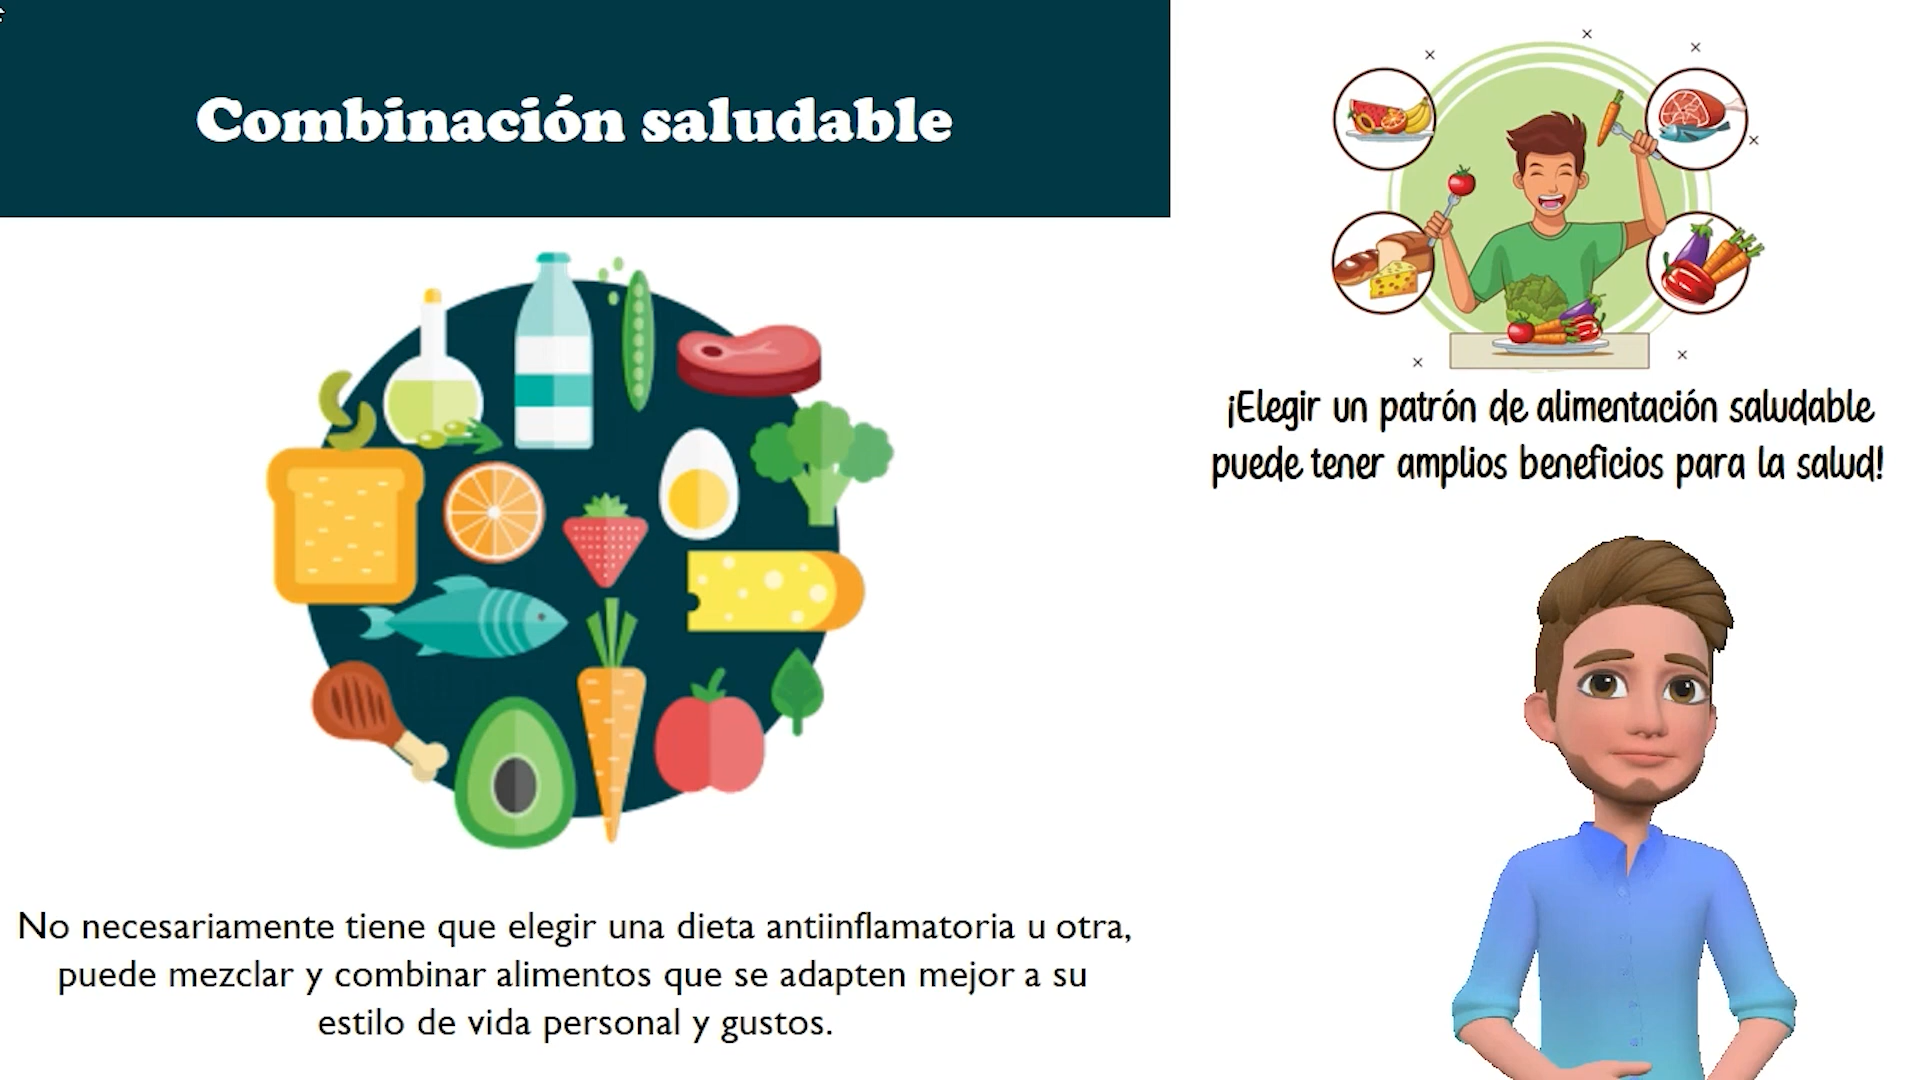 Combinación saludable
¡Elegir un patrón de alimentación saludable
puede tener amplios beneficios para la salud!
No necesariamente tiene que elegir una dieta antiinflamatoria u otra,
puede mezclar y combinar alimentos que se adapten mejor a su
estilo de vida personal y gustos.